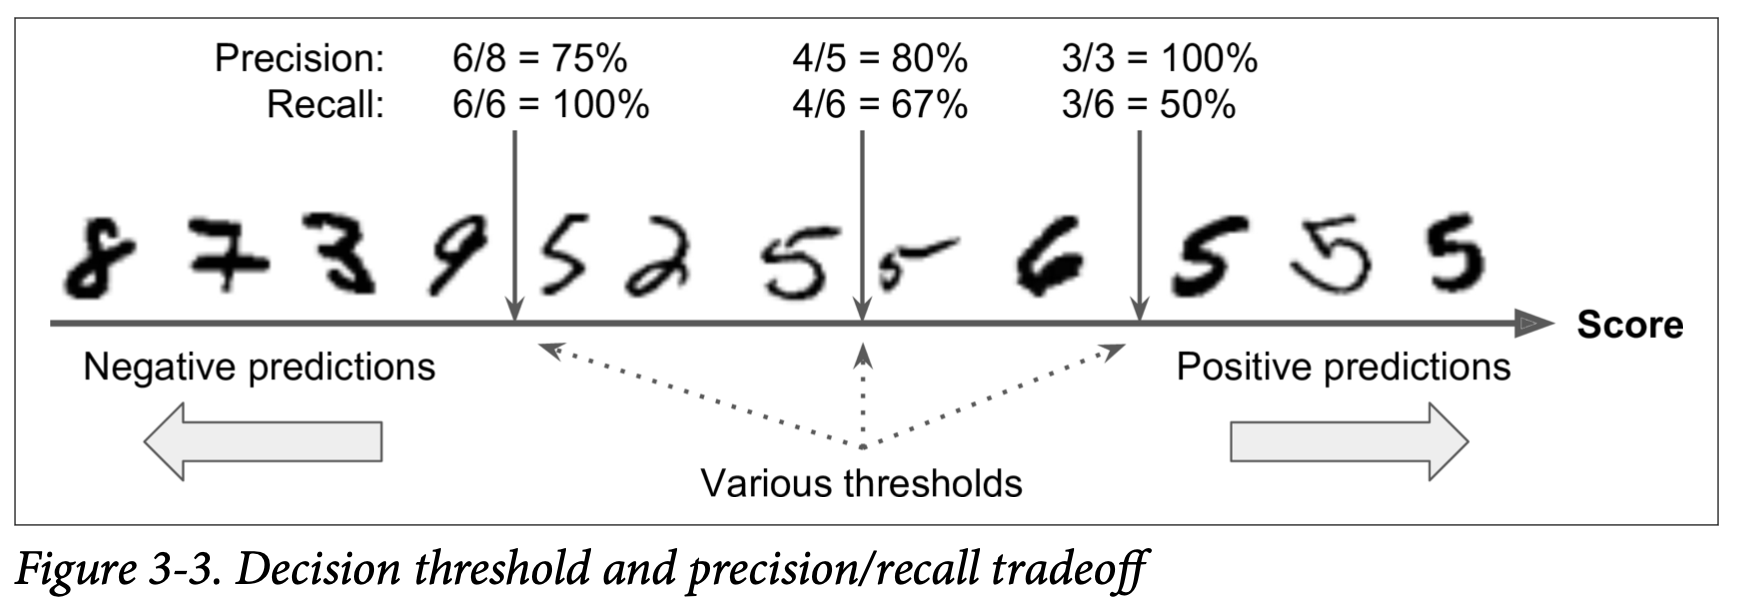 Precision: 6/8 = 75% 4/5 = 80% 3/3 = 100%
Recall: 6/6 = 100% 4/6 = 67% 3/6 = 50%
8 7 3 9 5 2 5 5 6 5 5 5
Score
Negative predictions Positive predictions
Various thresholds
Figure 3-3. Decision threshold and precision/recall tradeoff